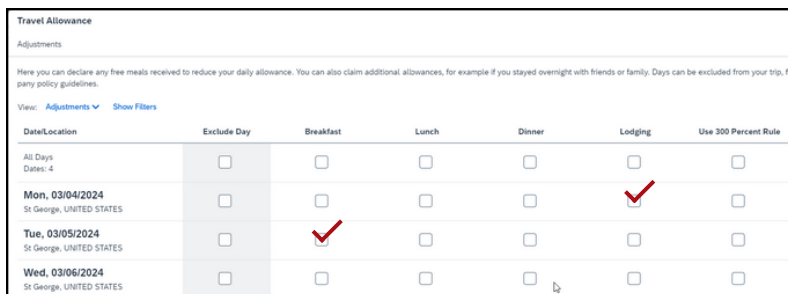 Travel Allowance
Adjustments
Here you can declare any free meals received to reduce your daily allowance. You can also claim additional allowances, for example if you stayed overnight with friends or family. Days can be excluded from your trip, f
pany policy guidelines.
View: Adjustments Show Filters
Date/Location Exclude Day Breakfast Lunch Dinner Lodging Use 300 Percent Rule
All Days
Dates: 4
Mon, 03/04/2024
St George, UNITED STATES
Tue, 03/05/2024
St George, UNITED STATES
Wed, 03/06/2024
St George, UNITED STATES